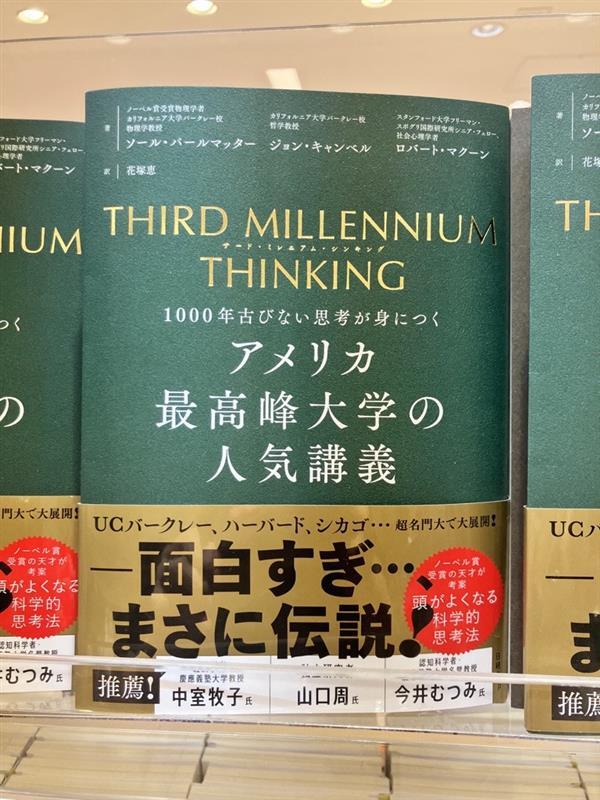 著
ノーベル賞受賞物理学者
カリフォルニア大学バークレー校
物理学教授
ソール・パールマッター
カリフォルニア大学バークレー校
哲学教授
ジョン・キャンベル
スタンフォード大学フリーマン・
スポグリ国際研究所シニア・フェロー、
社会心理学者
ロバート・マクーン
訳 花塚恵
THIRD MILLENNIUM
サード・ミレニアム・シンキング
THINKING
1000年古びない思考が身につく
アメリカ
最高峰大学の
人気講義
UCバークレー、ハーバード、シカゴ… 超名門大で大展開!
―面白すぎ…
まさに伝説!
ノーベル賞
受賞の天才が
考案
頭がよくなる
科学的
思考法
推薦!
慶應義塾大学教授
中室牧子氏
山口周氏
認知科学者・
今井むつみ氏